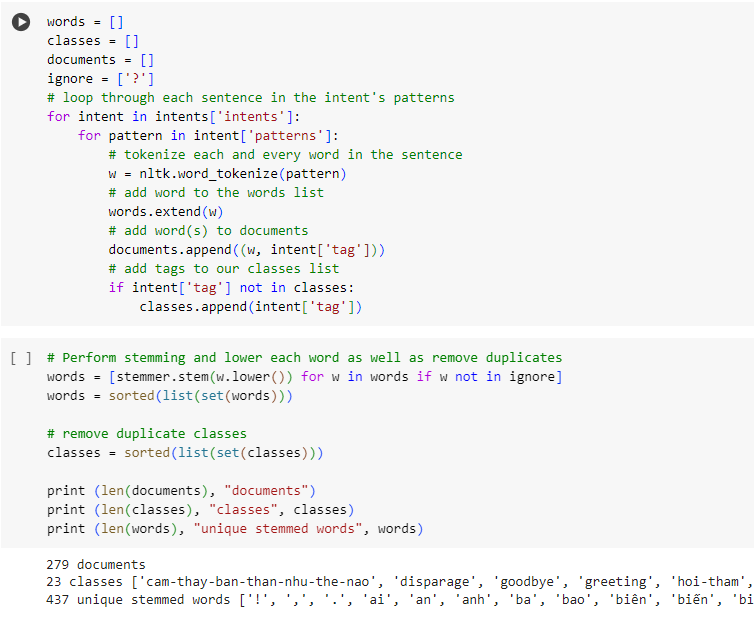 words = []
classes = []
documents = []
ignore = ['?']
# loop through each sentence in the intent's patterns
for intent in intents['intents']:
    for pattern in intent['patterns']:
        # tokenize each and every word in the sentence
        w = nltk.word_tokenize(pattern)
        # add word to the words list
        words.extend(w)
        # add word(s) to documents
        documents.append((w, intent['tag']))
        # add tags to our classes list
        if intent['tag'] not in classes:
            classes.append(intent['tag'])
[ ] # Perform stemming and lower each word as well as remove duplicates
words = [stemmer.stem(w.lower()) for w in words if w not in ignore]
words = sorted(list(set(words)))
# remove duplicate classes
classes = sorted(list(set(classes)))
print (len(documents), "documents")
print (len(classes), "classes", classes)
print (len(words), "unique stemmed words", words)
279 documents
23 classes ['cam-thay-ban-than-nhu-the-nao', 'disparage', 'goodbye', 'greeting', 'hoi-tham',
437 unique stemmed words ['!', ',', '.', 'ai', 'an', 'anh', 'ba', 'bao', 'biên', 'biến', 'bi